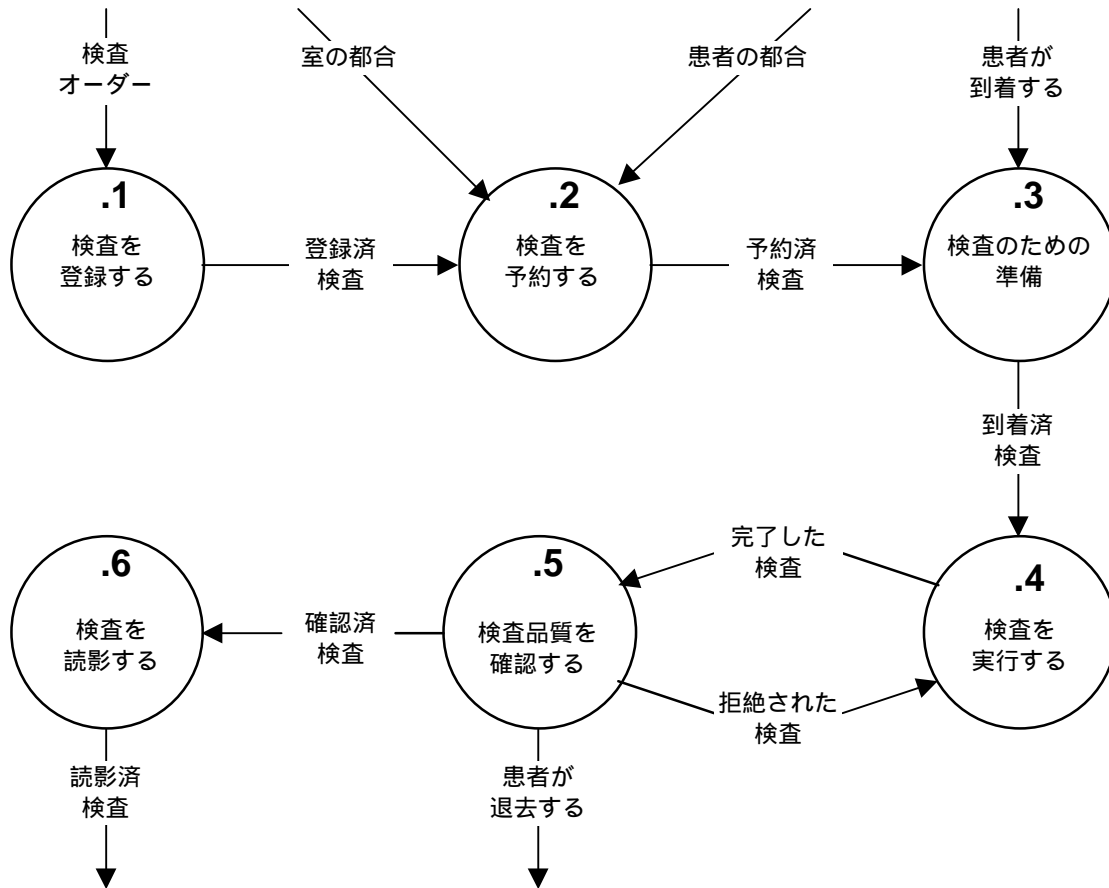 検査
オーダー
室の都合
患者の都合
患者が
到着する
.1
検査を
登録する
登録済
検査
.2
検査を
予約する
予約済
検査
.3
検査のための
準備
到着済
検査
.6
検査を
読影する
確認済
検査
.5
検査品質を
確認する
完了した
検査
拒絶された
検査
.4
検査を
実行する
読影済
検査
患者が
退去する